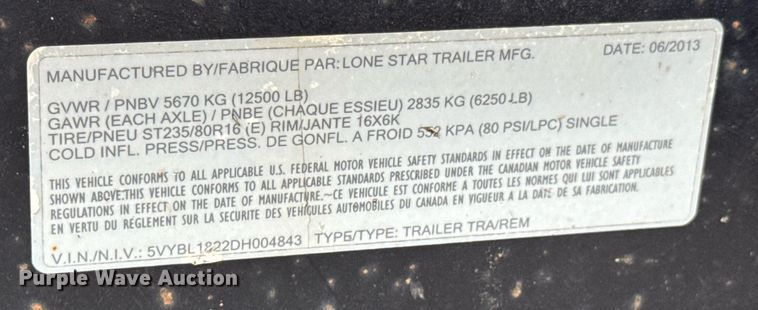 MANUFACTURED BY/FABRIQUE PAR: LONE STAR TRAILER MFG. DATE: 06/2013
GVWR / PNBV 5670 KG (12500 LB)
GAWR (EACH AXLE) / PNBE (CHAQUE ESSIEU) 2835 KG (6250 LB)
TIRE/PNEU ST235/80R16 (E) RIM/JANTE 16X6K
COLD INFL. PRESS/PRESS. DE GONFL. A FROID 552 KPA (80 PSI/LPC) SINGLE
THIS VEHICLE CONFORMS TO ALL APPLICABLE U.S. FEDERAL MOTOR VEHICLE SAFETY STANDARDS IN EFFECT ON THE DATE OF MANUFACTURE
SHOWN ABOVE.THIS VEHICLE CONFORMS TO ALL APPLICABLE STANDARDS PRESCRIBED UNDER THE CANADIAN MOTOR VEHICLE SAFETY
REGULATIONS IN EFFECT ON THE DATE OF MANUFACTURE.~CE VEHICULE EST CONFORME A TOUTES LES NORMES QUI LUI SONT APPLICABLES
EN VERTU DU REGLEMENT SUR LA SECURITE DES VEHICULES AUTOMOBILES DU CANADA EN VIGUEUR A LA DATE DE SA FABRICATION.
V.I.N./N.I.V.: 5VYBL1822DH004843 TYPE/TYPE: TRAILER TRA/REM
Purple Wave Auction